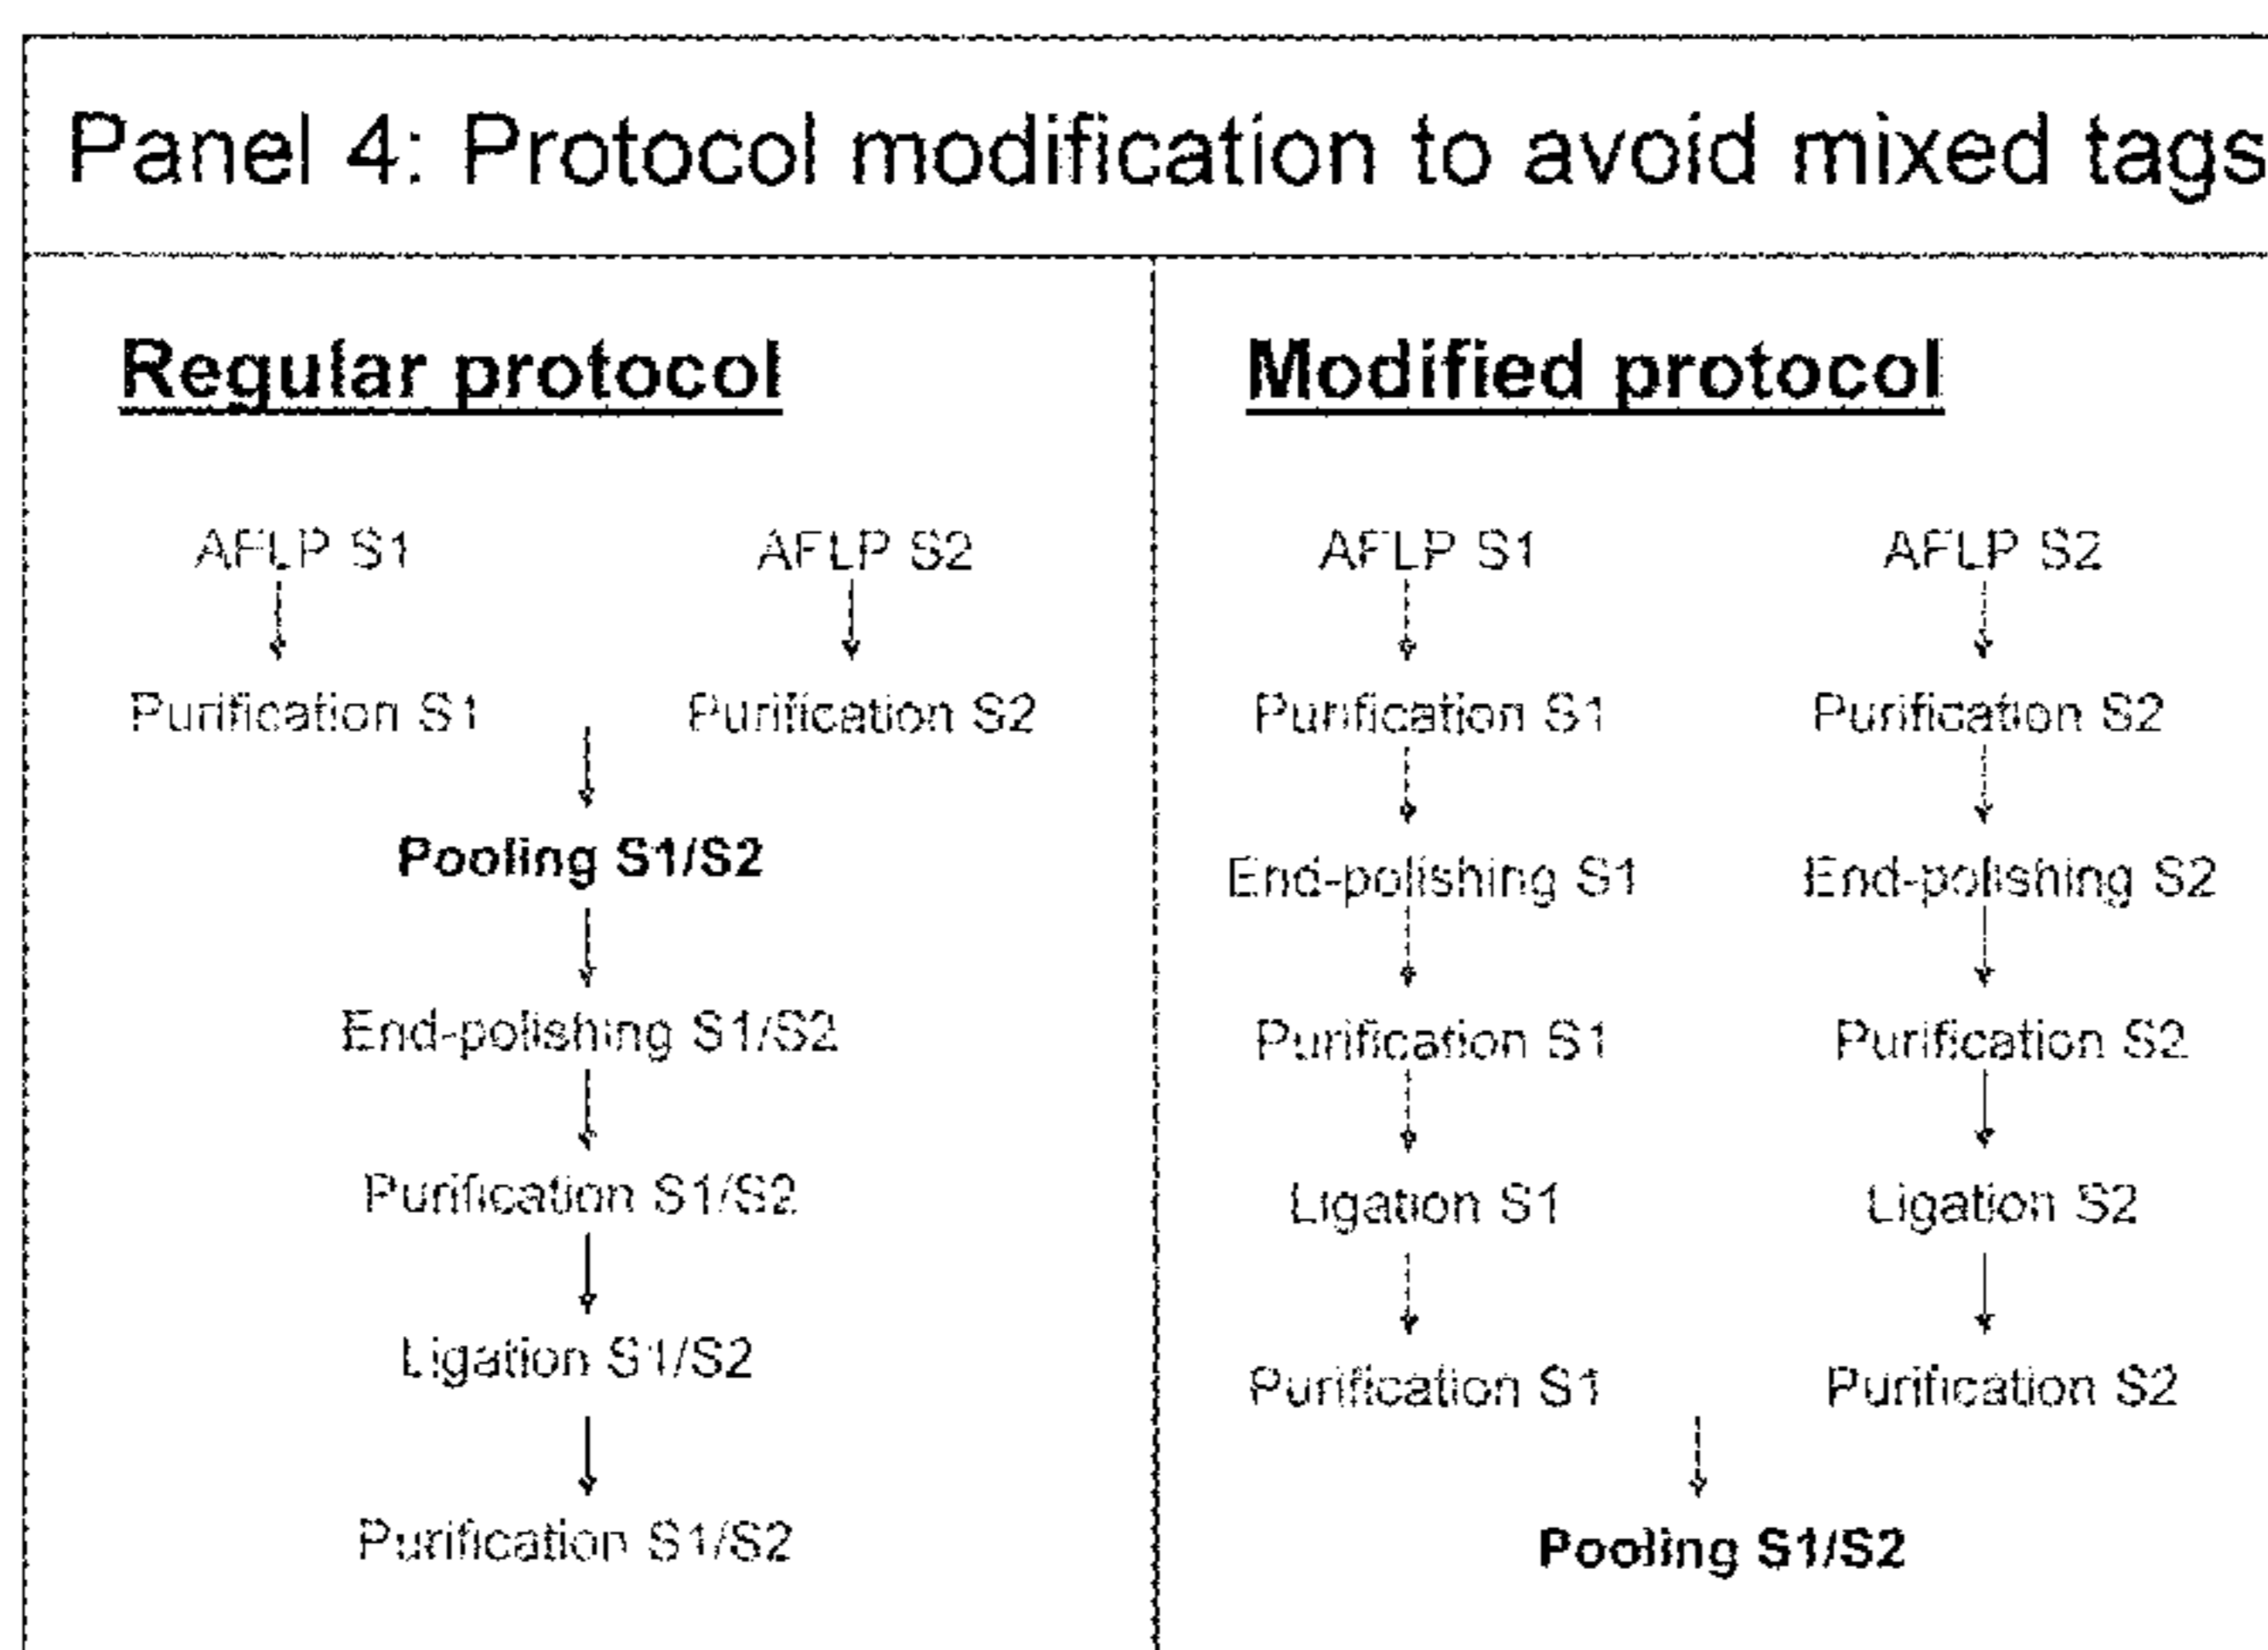 Panel 4: Protocol modification to avoid mixed tags
Regular protocol
AFLP S1 AFLP S2
Purification S1 Purification S2
Pooling S1/S2
End-polishing S1/S2
Purification S1/S2
Ligation S1/S2
Purification S1/S2
Modified protocol
AFLP S1 AFLP S2
Purification S1 Purification S2
End-polishing S1 End-polishing S2
Purification S1 Purification S2
Ligation S1 Ligation S2
Purification S1 Purification S2
Pooling S1/S2